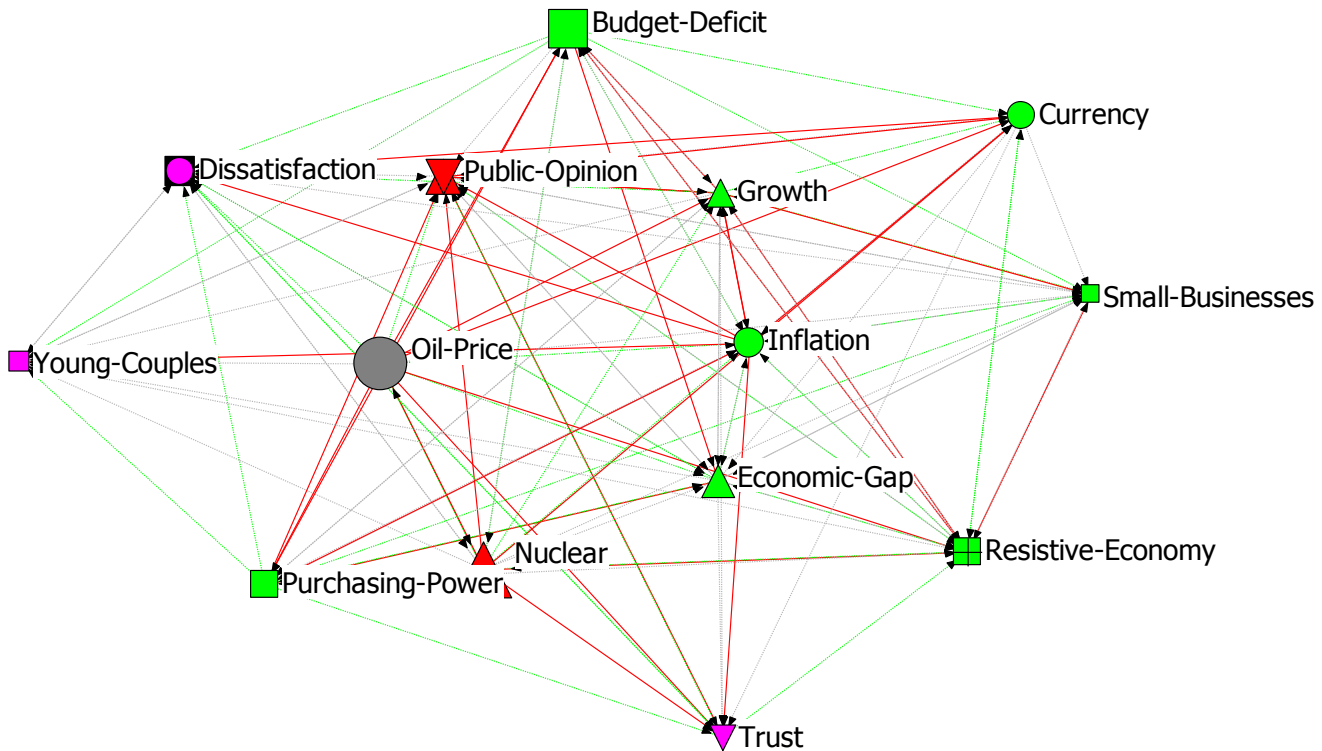 Budget-Deficit
Currency
Dissatisfaction
Public-Opinion
Growth
Small-Businesses
Inflation
Oil-Price
Young-Couples
Economic-Gap
Nuclear
Resistive-Economy
Purchasing-Power
Trust